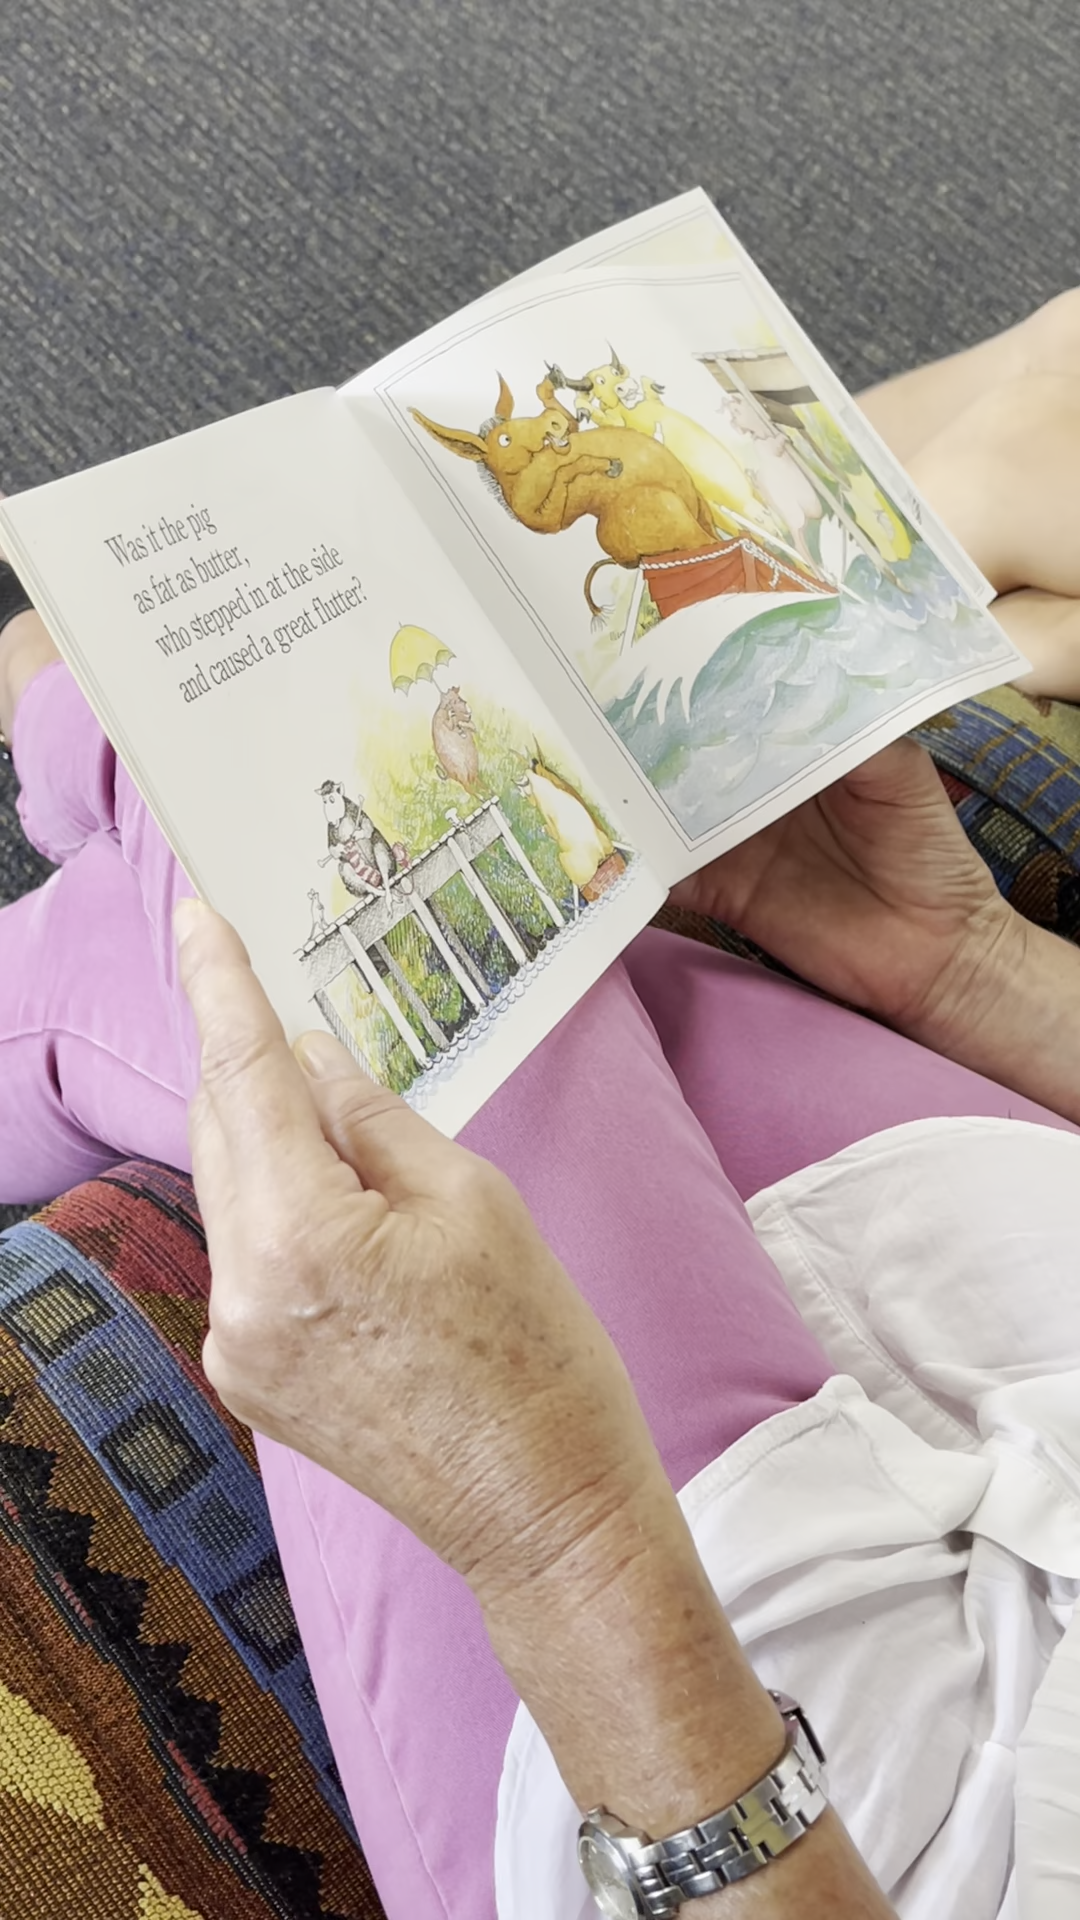 Was it the pig
as fat as butter,
who stepped in at the side
and caused a great flutter?